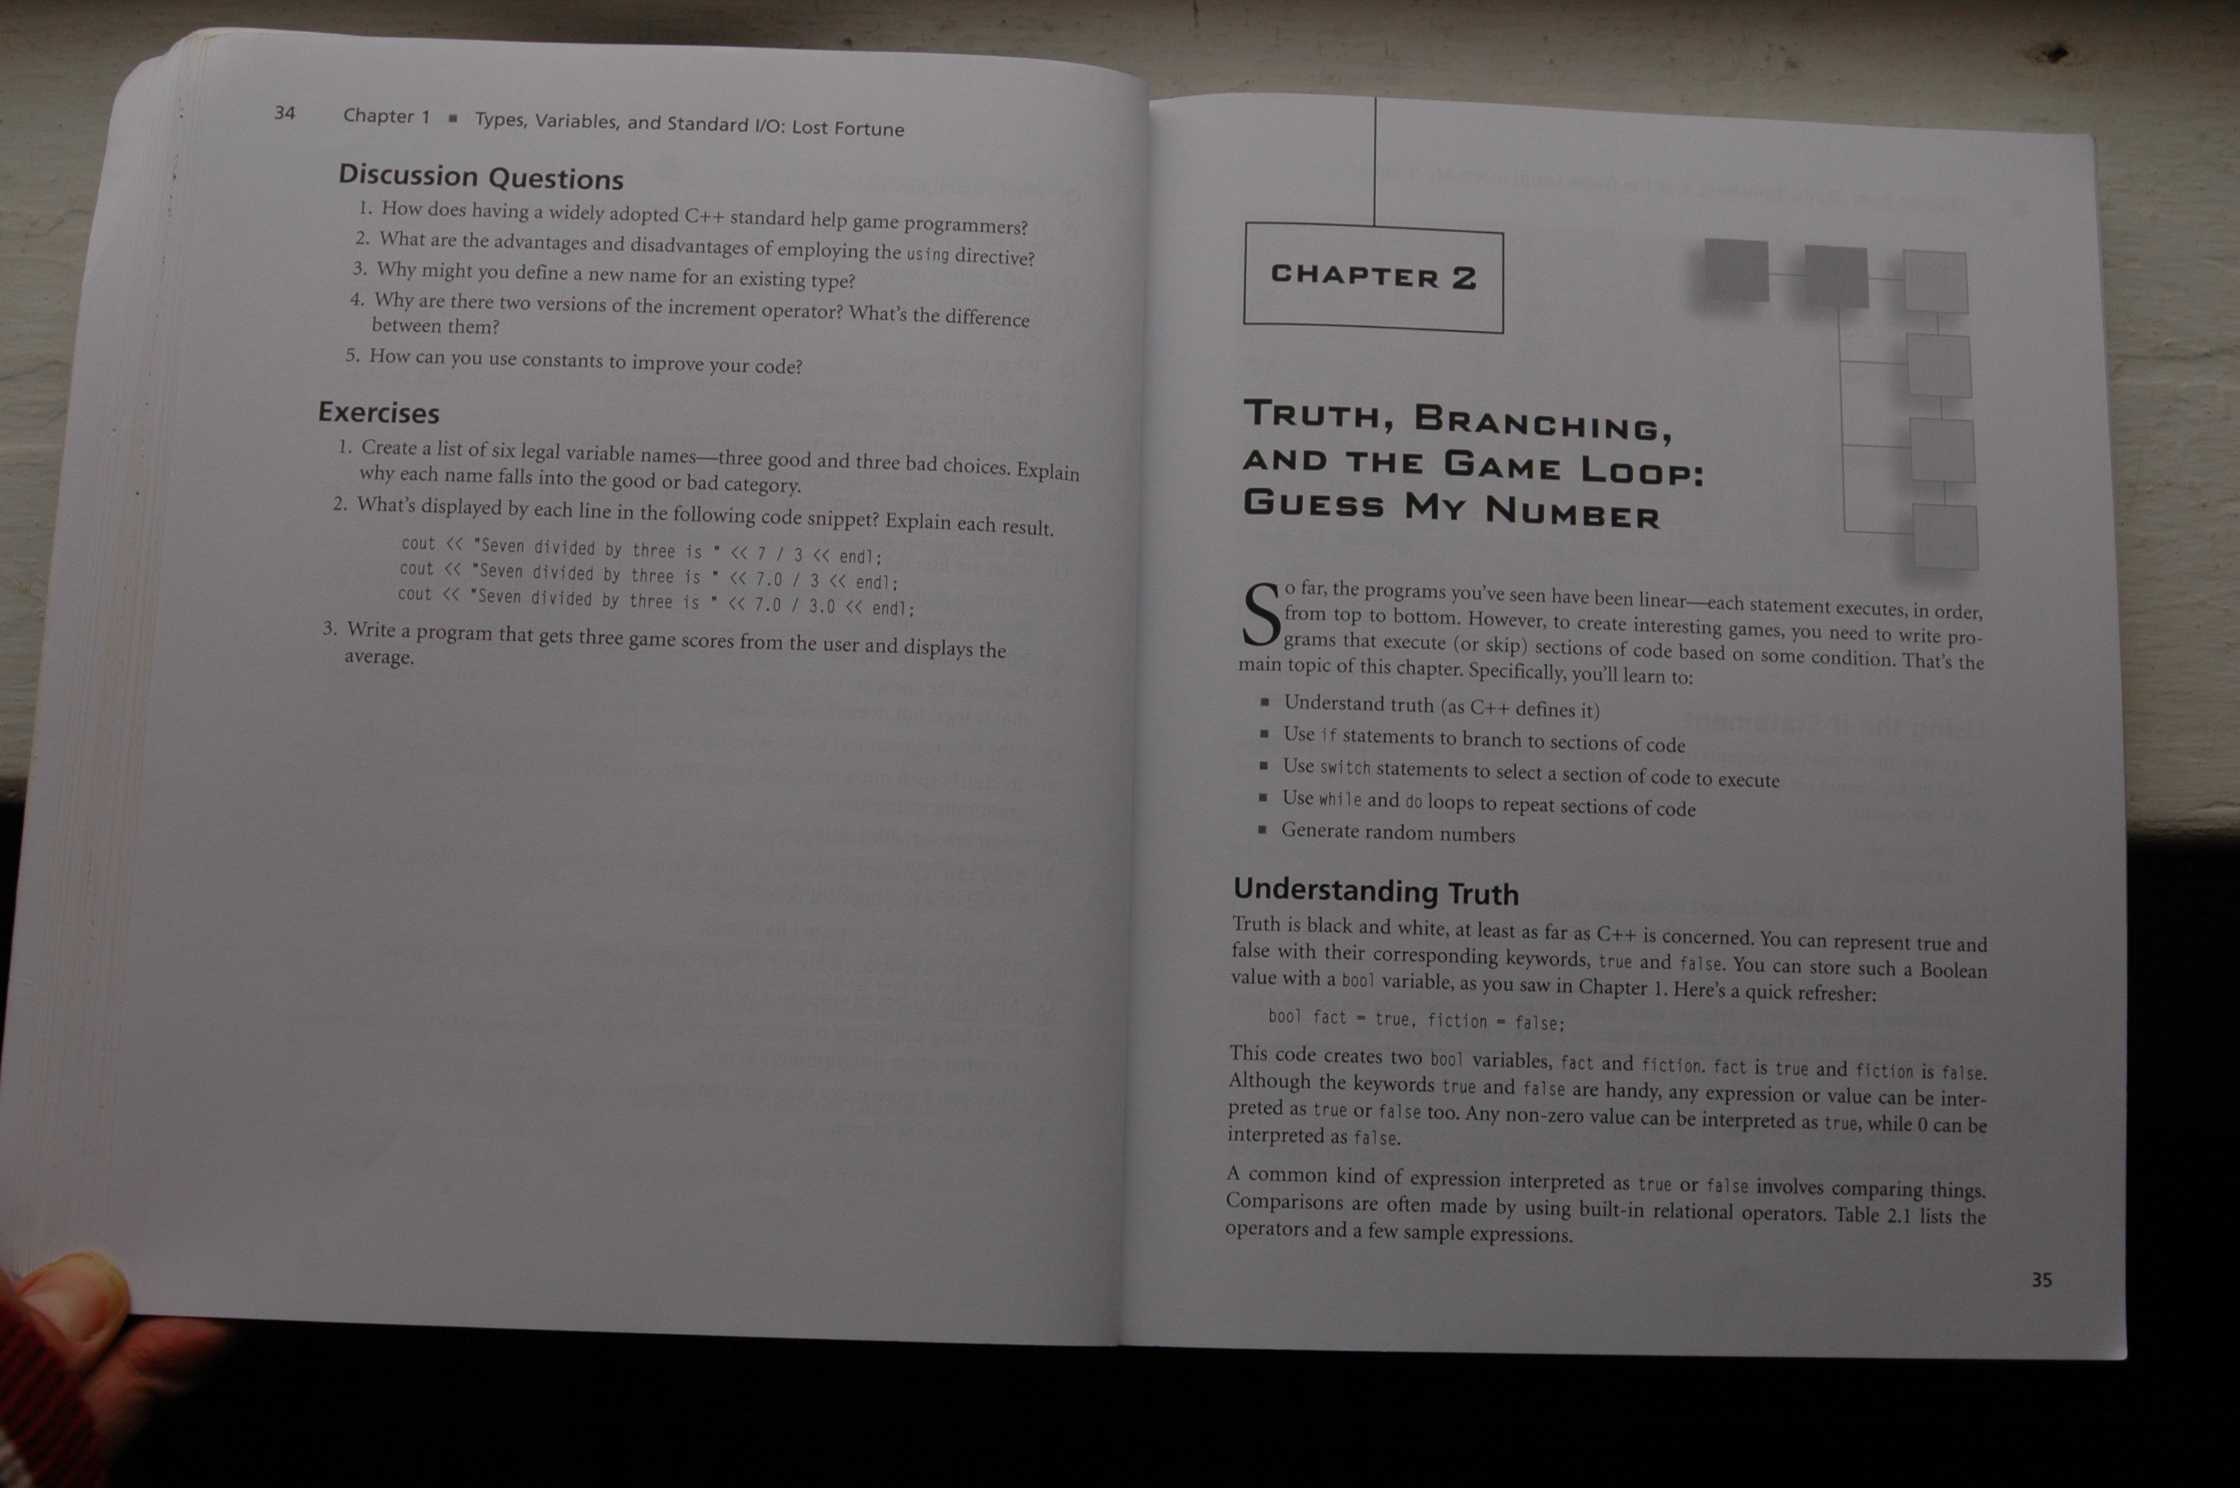 34 Chapter 1 ■ Types, Variables, and Standard I/O: Lost Fortune
Discussion Questions
1. How does having a widely adopted C++ standard help game programmers?
2. What are the advantages and disadvantages of employing the using directive?
3. Why might you define a new name for an existing type?
4. Why are there two versions of the increment operator? What's the difference
between them?
5. How can you use constants to improve your code?
Exercises
1. Create a list of six legal variable names—three good and three bad choices. Explain
why each name falls into the good or bad category.
2. What's displayed by each line in the following code snippet? Explain each result.
cout << "Seven divided by three is " << 7 / 3 << endl;
cout << "Seven divided by three is " << 7.0 / 3 << endl;
cout << "Seven divided by three is " << 7.0 / 3.0 << endl;
3. Write a program that gets three game scores from the user and displays the
average.
CHAPTER 2
TRUTH, BRANCHING,
AND THE GAME LOOP:
GUESS MY NUMBER
So far, the programs you've seen have been linear—each statement executes, in order,
from top to bottom. However, to create interesting games, you need to write pro-
grams that execute (or skip) sections of code based on some condition. That's the
main topic of this chapter. Specifically, you'll learn to:
■ Understand truth (as C++ defines it)
■ Use if statements to branch to sections of code
■ Use switch statements to select a section of code to execute
■ Use while and do loops to repeat sections of code
■ Generate random numbers
Understanding Truth
Truth is black and white, at least as far as C++ is concerned. You can represent true and
false with their corresponding keywords, true and false. You can store such a Boolean
value with a bool variable, as you saw in Chapter 1. Here's a quick refresher:
bool fact = true, fiction = false;
This code creates two bool variables, fact and fiction. fact is true and fiction is false.
Although the keywords true and false are handy, any expression or value can be inter-
preted as true or false too. Any non-zero value can be interpreted as true, while 0 can be
interpreted as false.
A common kind of expression interpreted as true or false involves comparing things.
Comparisons are often made by using built-in relational operators. Table 2.1 lists the
operators and a few sample expressions.
35